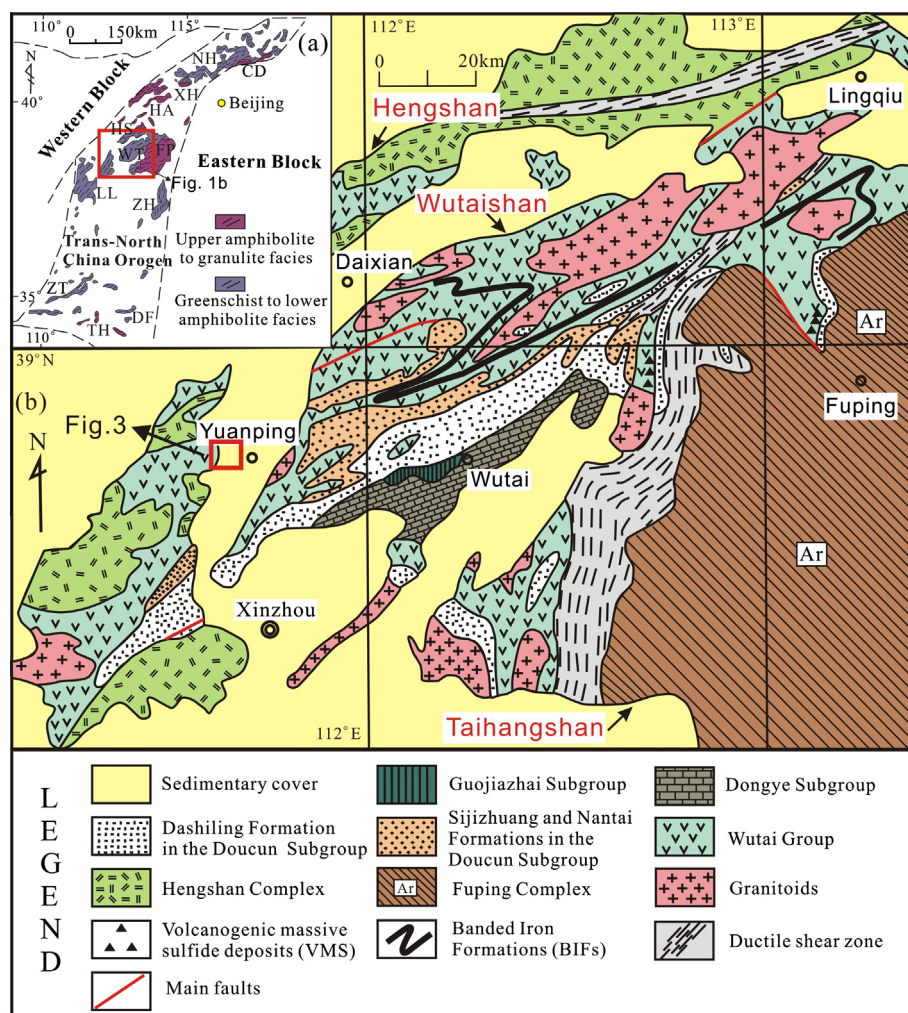 110°
115°
0 150km
(a)
N
NH
CD
XH
40°
HA
Beijing
Western Block
HS
WT
FP
Eastern Block
Fig. 1b
LL
ZH
Trans-North
China Orogen
Upper amphibolite
to granulite facies
Greenschist to lower
amphibolite facies
ZT
35°
DF
TH
110°
112°E
113°E
0 20km
Hengshan
Lingqiu
Wutaishan
Daixian
39°N
Ar
Fuping
(b)
Fig.3
Yuanping
N
Wutai
Ar
Xinzhou
Taihangshan
112°E
LEGEND
Sedimentary cover
Guojiazhai Subgroup
Dongye Subgroup
Dashiling Formation
in the Doucun Subgroup
Sijizhuang and Nantai
Formations in the
Doucun Subgroup
Wutai Group
Hengshan Complex
Ar
Fuping Complex
Granitoids
Volcanogenic massive
sulfide deposits (VMS)
Banded Iron
Formations (BIFs)
Ductile shear zone
Main faults